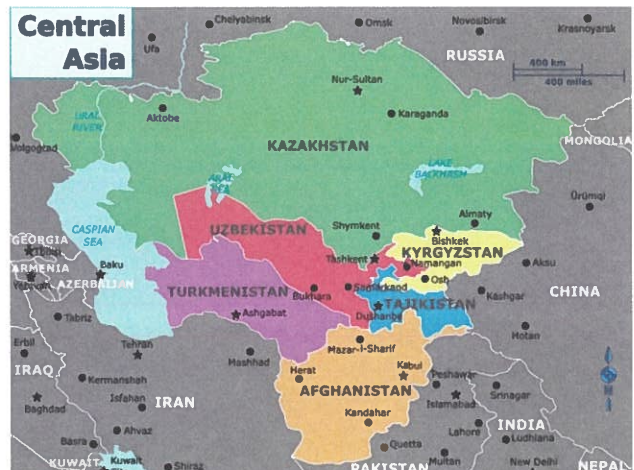 Central
Asia
Chelyabinsk
Omsk
Novosibirsk
Krasnoyarsk
Ufa
RUSSIA
400 km
400 miles
Nur-Sultan
URAL
RIVER
Aktobe
Karaganda
Volgograd
KAZAKHSTAN
MONGOLIA
LAKE
BALKHASH
ARAL
SEA
Ürümqi
CASPIAN
SEA
UZBEKISTAN
Shymkent
Almaty
Bishkek
GEORGIA
Tbilisi
KYRGYZSTAN
Tashkent
Namangan
Aksu
ARMENIA
Baku
Yerevan
AZERBAIJAN
Osh
TURKMENISTAN
Bukhara
Samarkand
Kashgar
CHINA
TAJIKISTAN
Tabriz
Ashgabat
Dushanbe
Hotan
Erbil
Tehran
Mashhad
Mazar-i-Sharif
IRAQ
Kermanshah
Herat
Kabul
Peshawar
N
Isfahan
IRAN
AFGHANISTAN
Islamabad
Srinagar
Baghdad
Kandahar
Ahvaz
INDIA
Basra
Quetta
Lahore
Ludhiana
KUWAIT
Kuwait
Shiraz
PAKISTAN
Multan
New Delhi
NEPAL